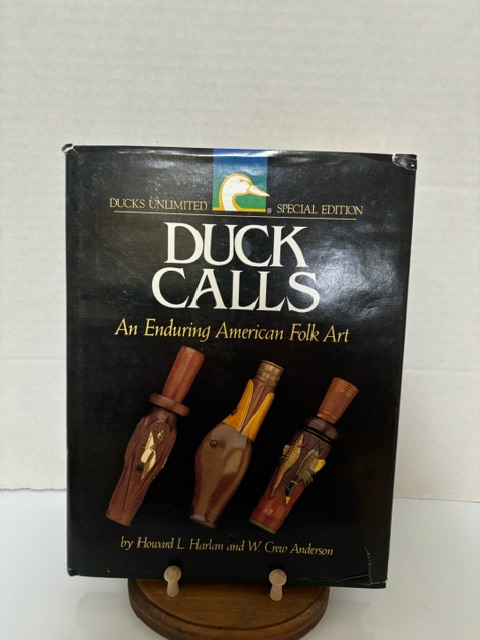 DUCKS UNLIMITED ® SPECIAL EDITION
DUCK
CALLS
An Enduring American Folk Art
by Howard L. Harlan and W. Crew Anderson